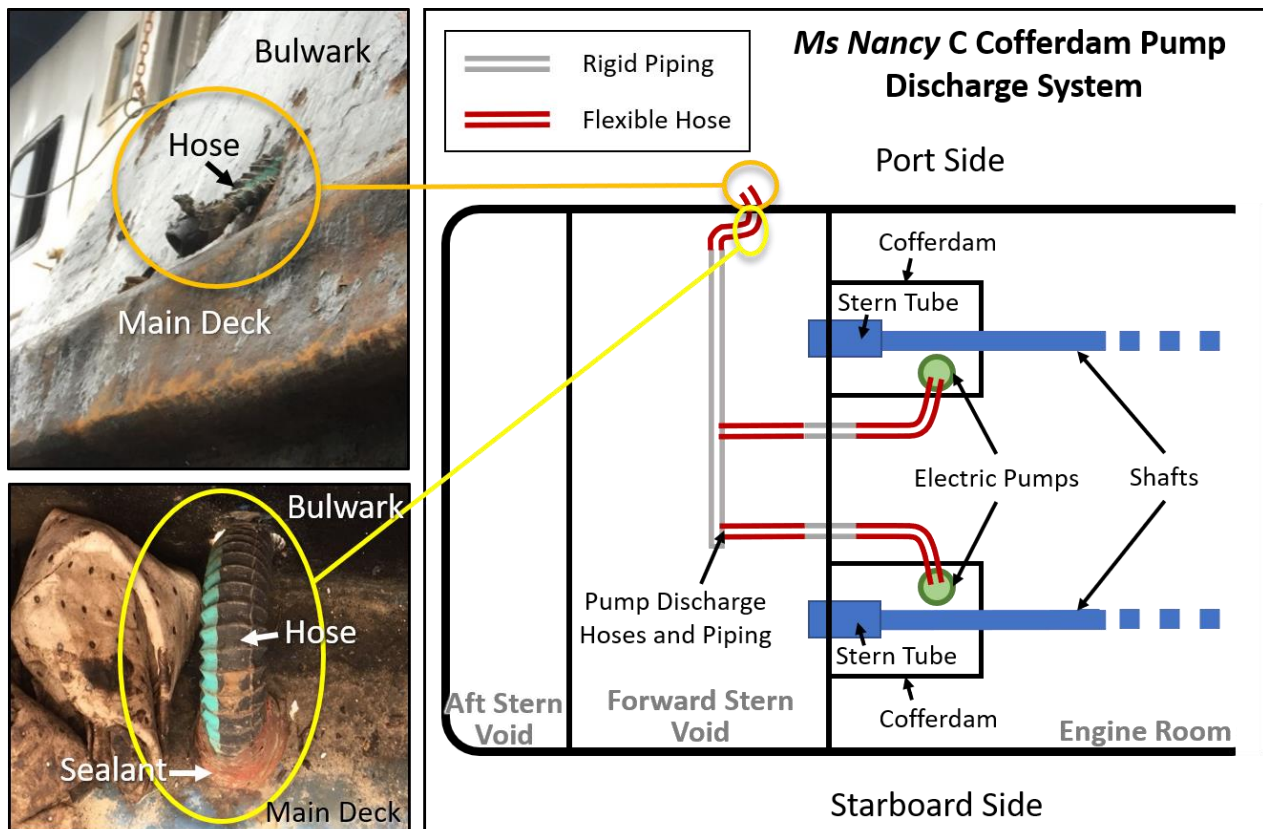 Bulwark
Hose
Main Deck
Bulwark
Hose
Sealant
Main Deck
Ms Nancy C Cofferdam Pump
Discharge System
Rigid Piping
Flexible Hose
Port Side
Cofferdam
Stern Tube
Electric Pumps
Shafts
Pump Discharge
Hoses and Piping
Stern Tube
Aft Stern
Void
Forward Stern
Void
Cofferdam
Engine Room
Starboard Side